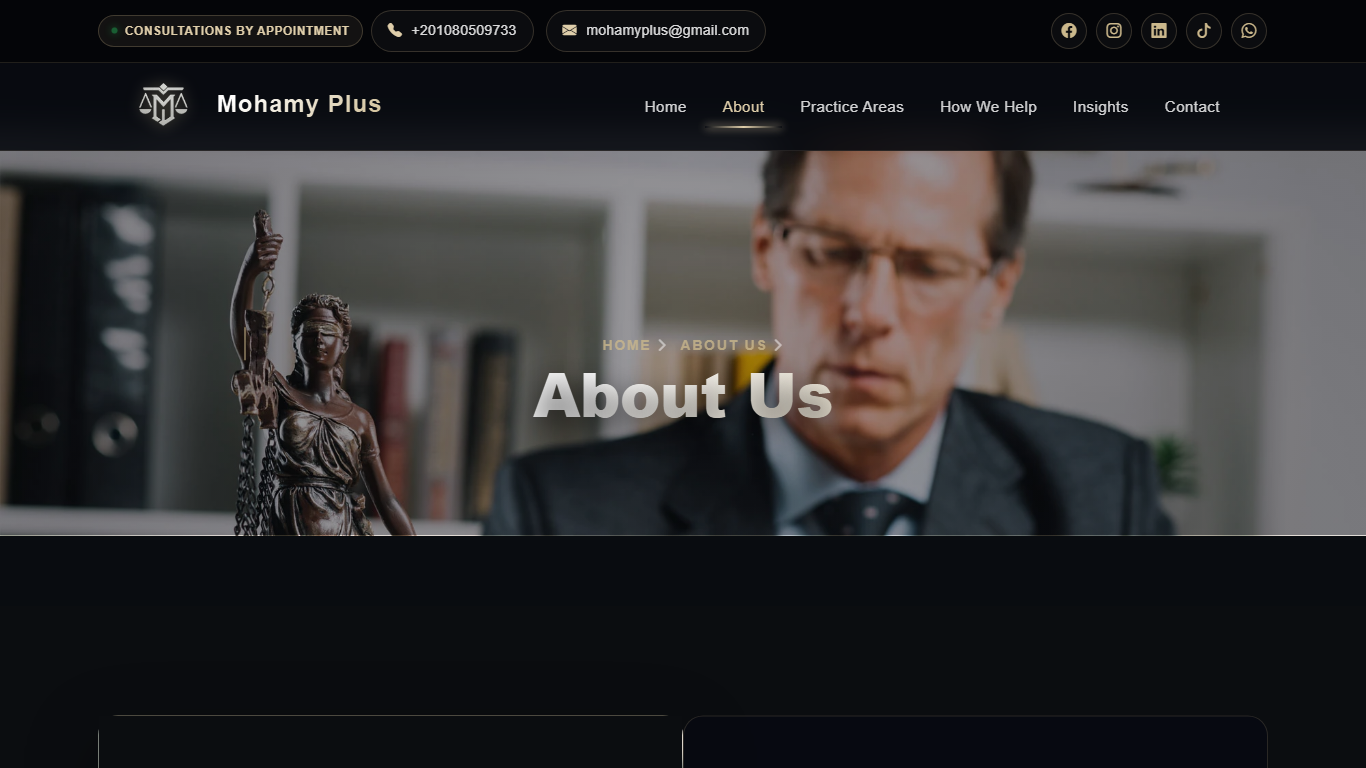 CONSULTATIONS BY APPOINTMENT
+201080509733
mohamyplus@gmail.com
Mohamy Plus
Home
About
Practice Areas
How We Help
Insights
Contact
HOME
ABOUT US
About Us